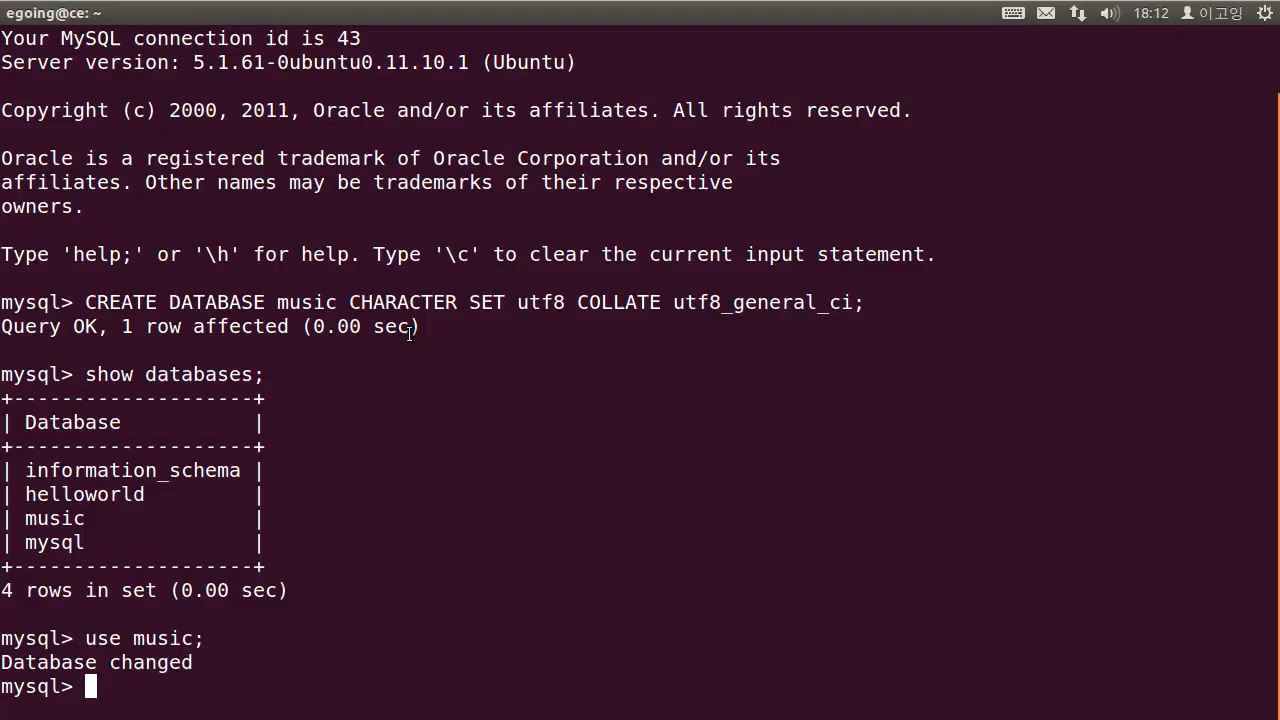 egoing@ce: ~ 18:12 이고잉
Your MySQL connection id is 43
Server version: 5.1.61-0ubuntu0.11.10.1 (Ubuntu)
Copyright (c) 2000, 2011, Oracle and/or its affiliates. All rights reserved.
Oracle is a registered trademark of Oracle Corporation and/or its
affiliates. Other names may be trademarks of their respective
owners.
Type 'help;' or '\h' for help. Type '\c' to clear the current input statement.
mysql> CREATE DATABASE music CHARACTER SET utf8 COLLATE utf8_general_ci;
Query OK, 1 row affected (0.00 sec)
mysql> show databases;
+--------------------+
| Database           |
+--------------------+
| information_schema |
| helloworld         |
| music              |
| mysql              |
+--------------------+
4 rows in set (0.00 sec)
mysql> use music;
Database changed
mysql>